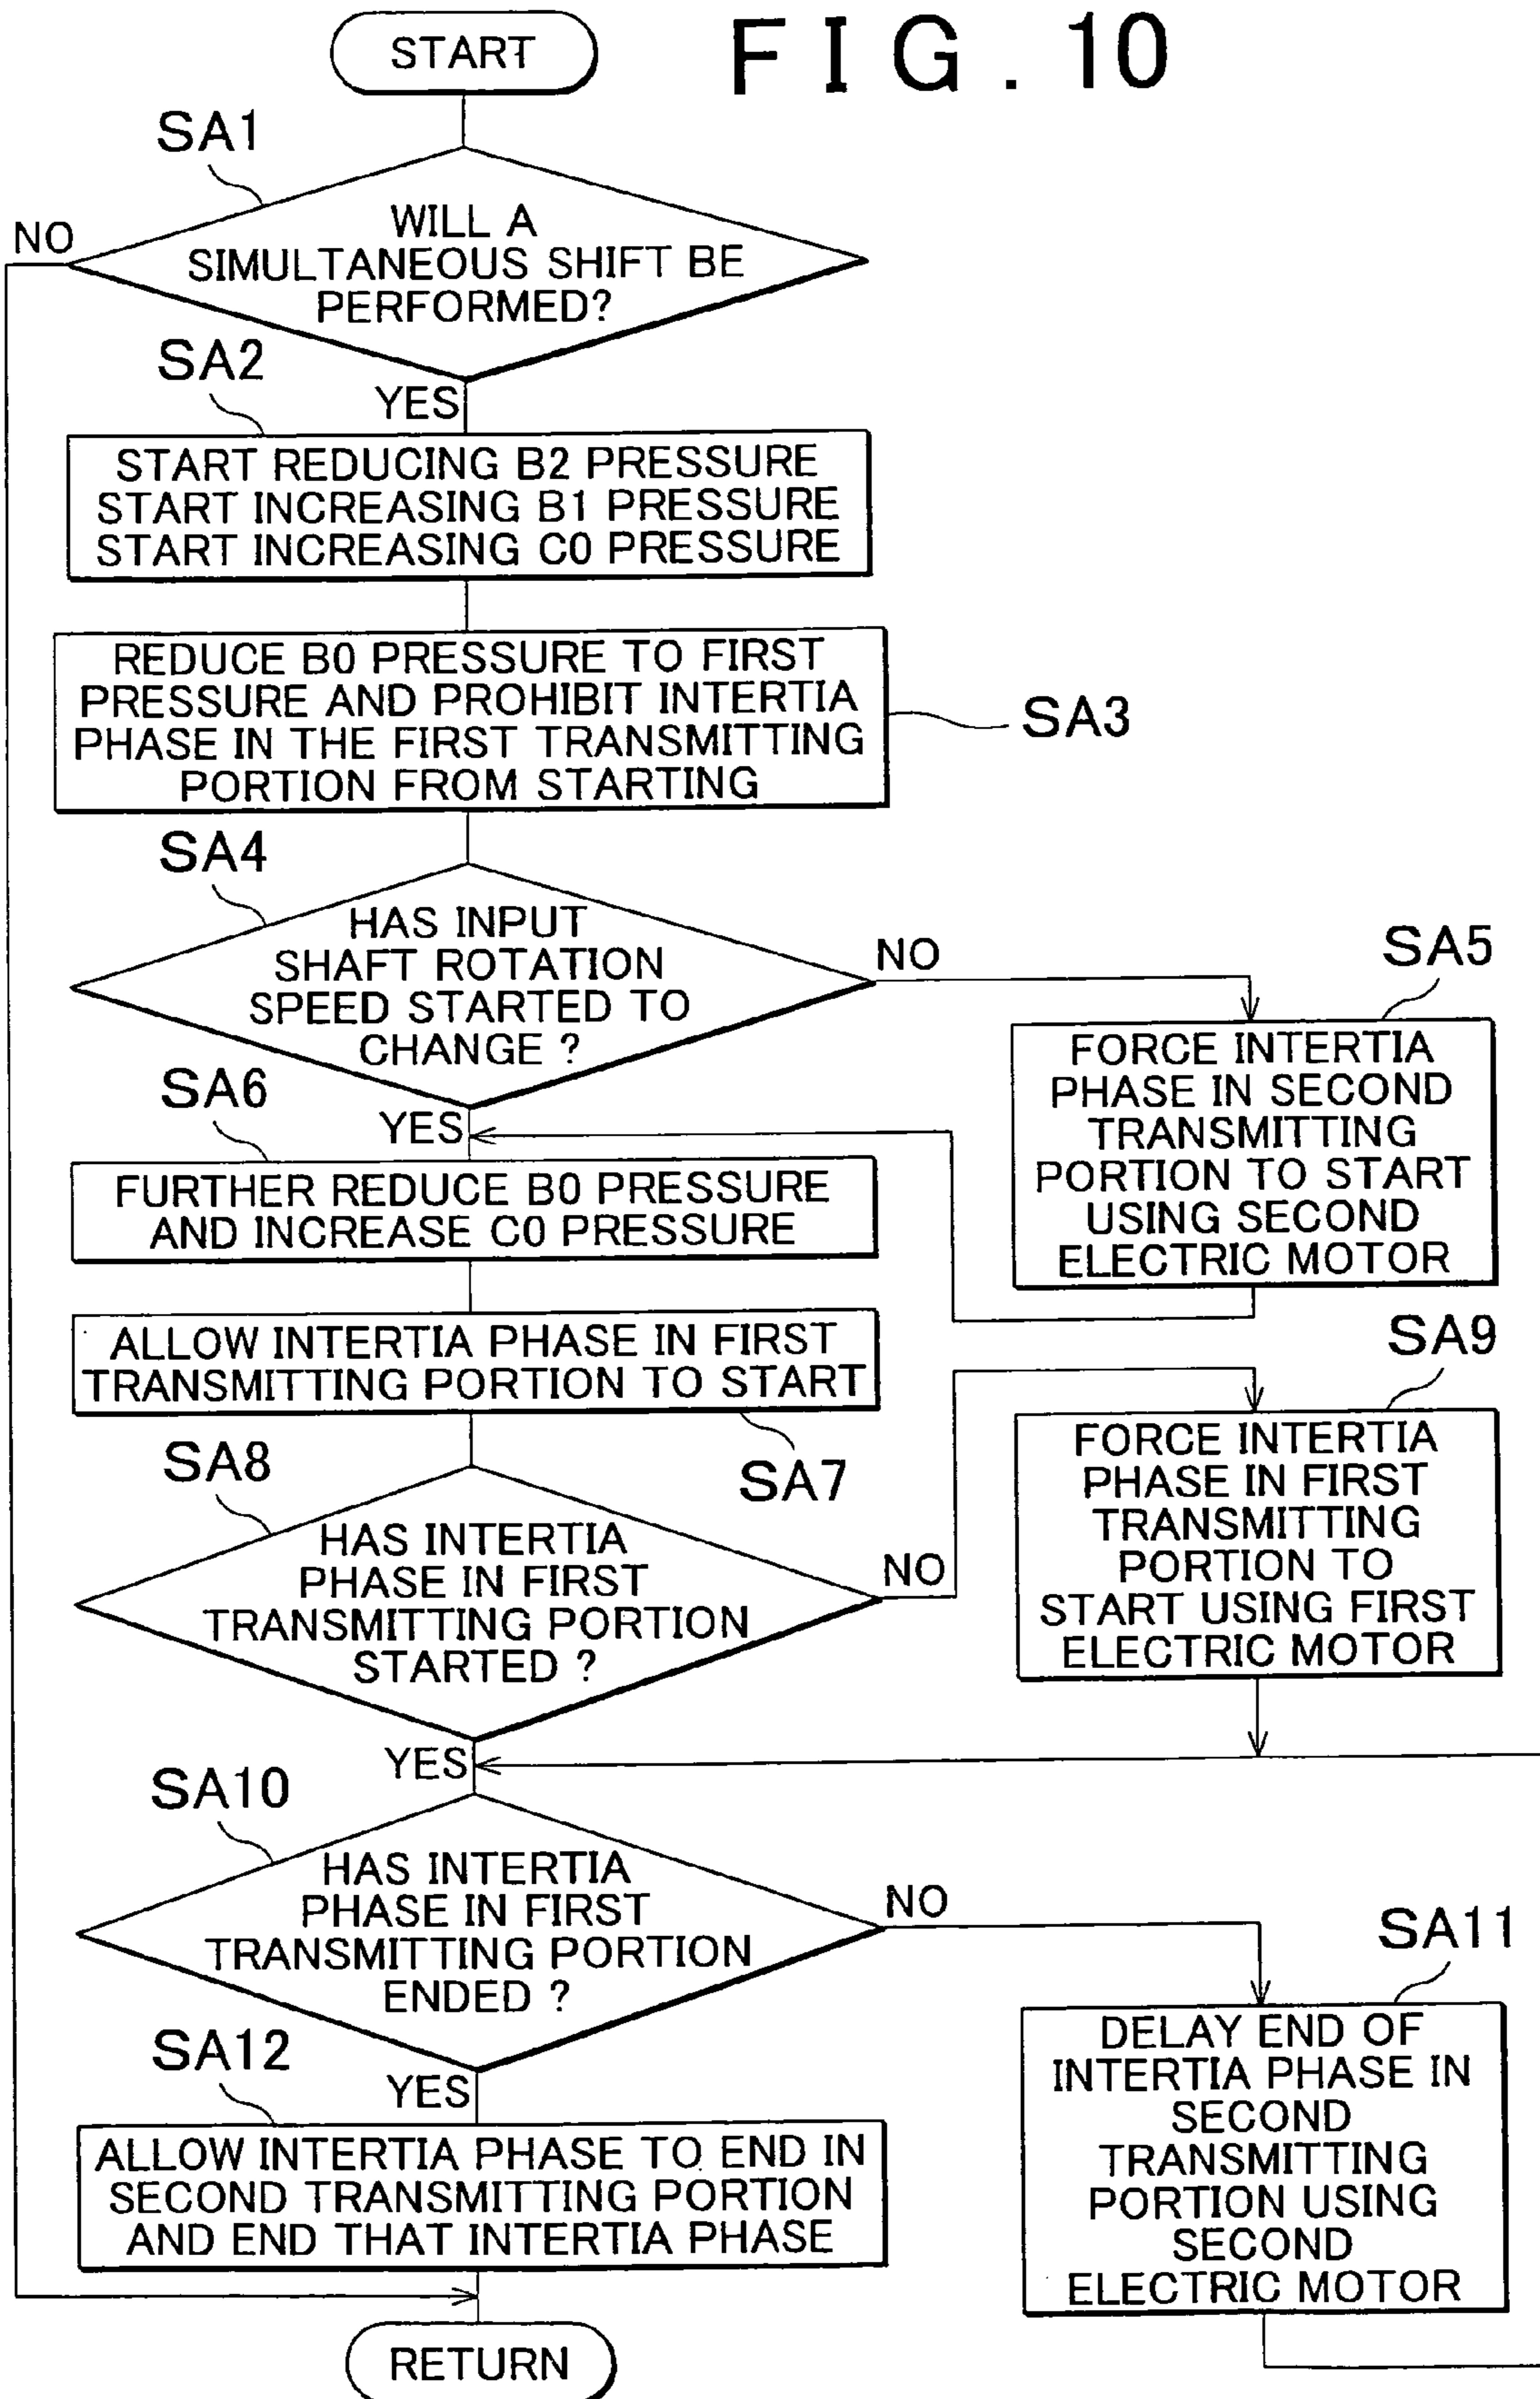 FIG. 10
START
SA1
NO
WILL A
SIMULTANEOUS SHIFT BE
PERFORMED?
SA2
YES
START REDUCING B2 PRESSURE
START INCREASING B1 PRESSURE
START INCREASING C0 PRESSURE
REDUCE B0 PRESSURE TO FIRST
PRESSURE AND PROHIBIT INTERTIA
PHASE IN THE FIRST TRANSMITTING
PORTION FROM STARTING
SA3
SA4
HAS INPUT
SHAFT ROTATION
SPEED STARTED TO
CHANGE ?
NO
SA5
FORCE INTERTIA
PHASE IN SECOND
TRANSMITTING
PORTION TO START
USING SECOND
ELECTRIC MOTOR
SA6
YES
FURTHER REDUCE B0 PRESSURE
AND INCREASE C0 PRESSURE
ALLOW INTERTIA PHASE IN FIRST
TRANSMITTING PORTION TO START
SA7
SA8
HAS INTERTIA
PHASE IN FIRST
TRANSMITTING PORTION
STARTED ?
NO
SA9
FORCE INTERTIA
PHASE IN FIRST
TRANSMITTING
PORTION TO
START USING FIRST
ELECTRIC MOTOR
YES
SA10
HAS INTERTIA
PHASE IN FIRST
TRANSMITTING PORTION
ENDED ?
NO
SA11
DELAY END OF
INTERTIA PHASE IN
SECOND
TRANSMITTING
PORTION USING
SECOND
ELECTRIC MOTOR
SA12
YES
ALLOW INTERTIA PHASE TO END IN
SECOND TRANSMITTING PORTION
AND END THAT INTERTIA PHASE
RETURN